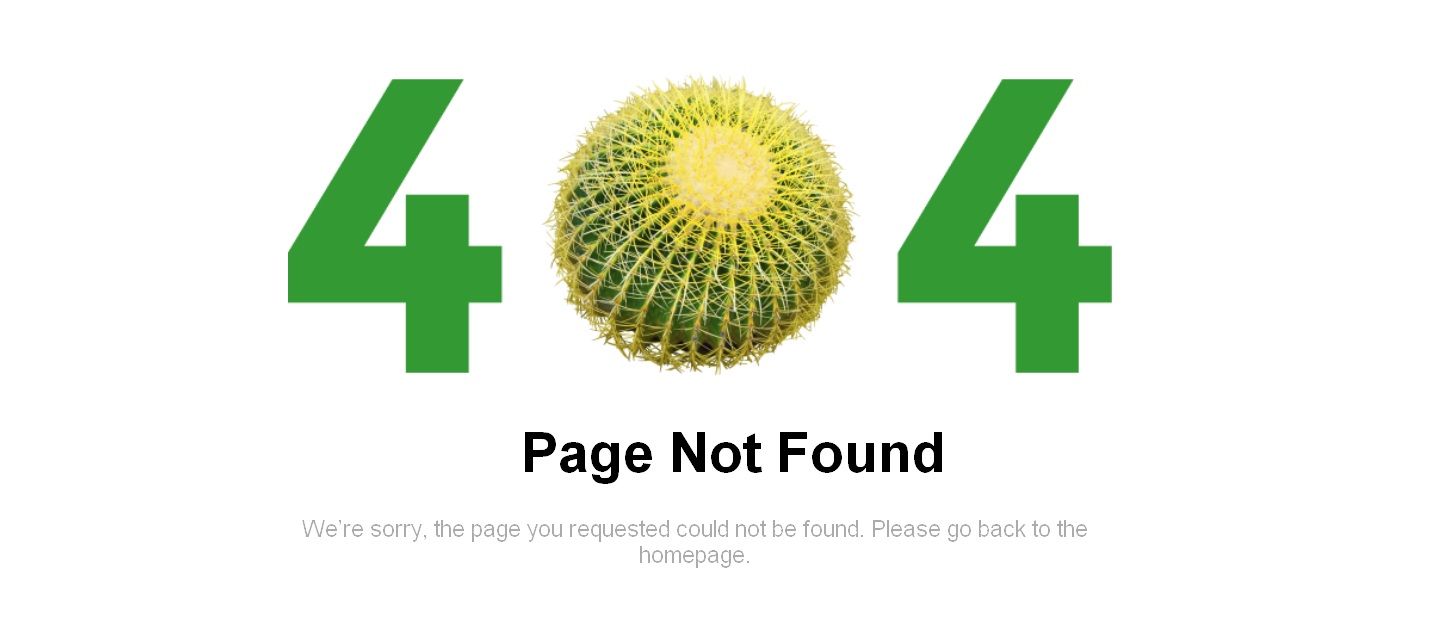 4 4
Page Not Found
We're sorry, the page you requested could not be found. Please go back to the
homepage.